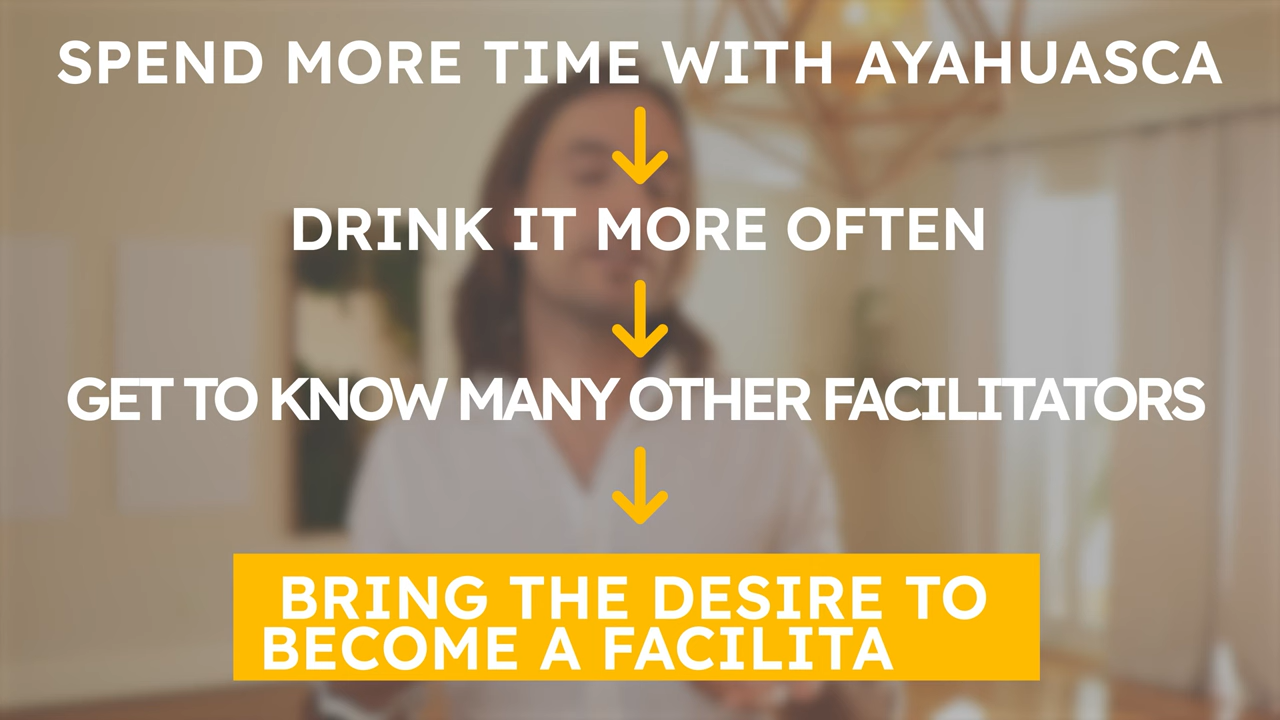 SPEND MORE TIME WITH AYAHUASCA
DRINK IT MORE OFTEN
GET TO KNOW MANY OTHER FACILITATORS
BRING THE DESIRE TO
BECOME A FACILITA